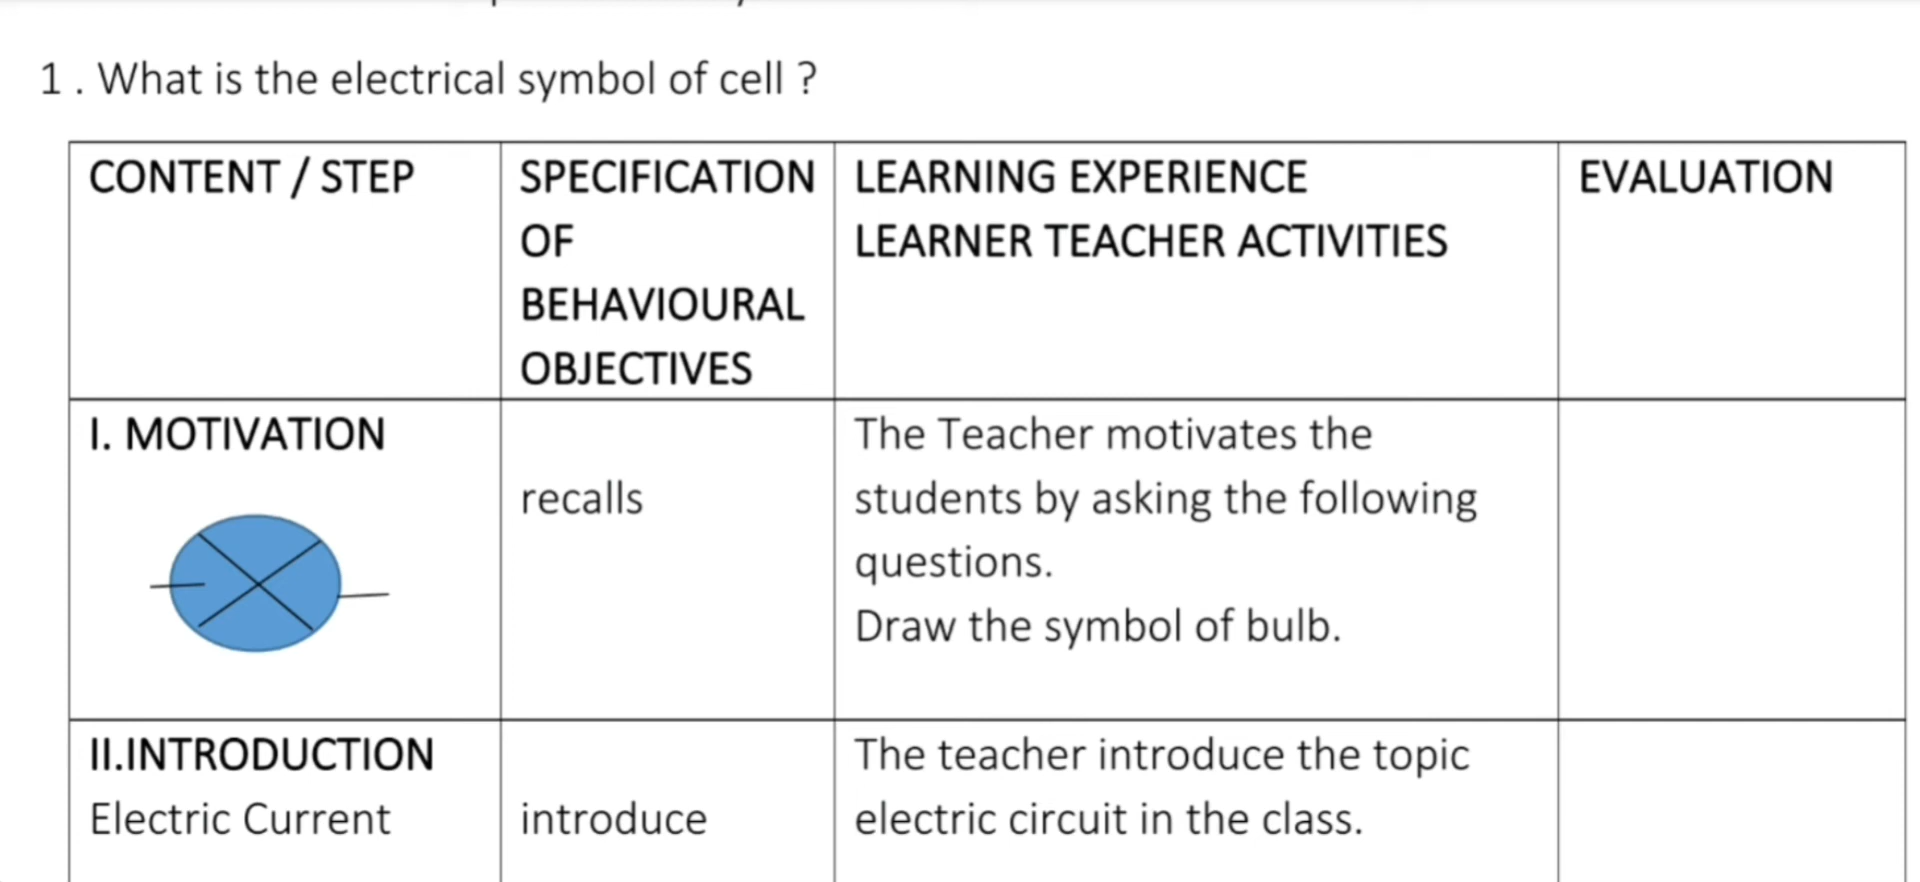 1 . What is the electrical symbol of cell ?
CONTENT / STEP
SPECIFICATION
OF
BEHAVIOURAL
OBJECTIVES
LEARNING EXPERIENCE
LEARNER TEACHER ACTIVITIES
EVALUATION
I. MOTIVATION
recalls
The Teacher motivates the
students by asking the following
questions.
Draw the symbol of bulb.
II.INTRODUCTION
Electric Current
introduce
The teacher introduce the topic
electric circuit in the class.